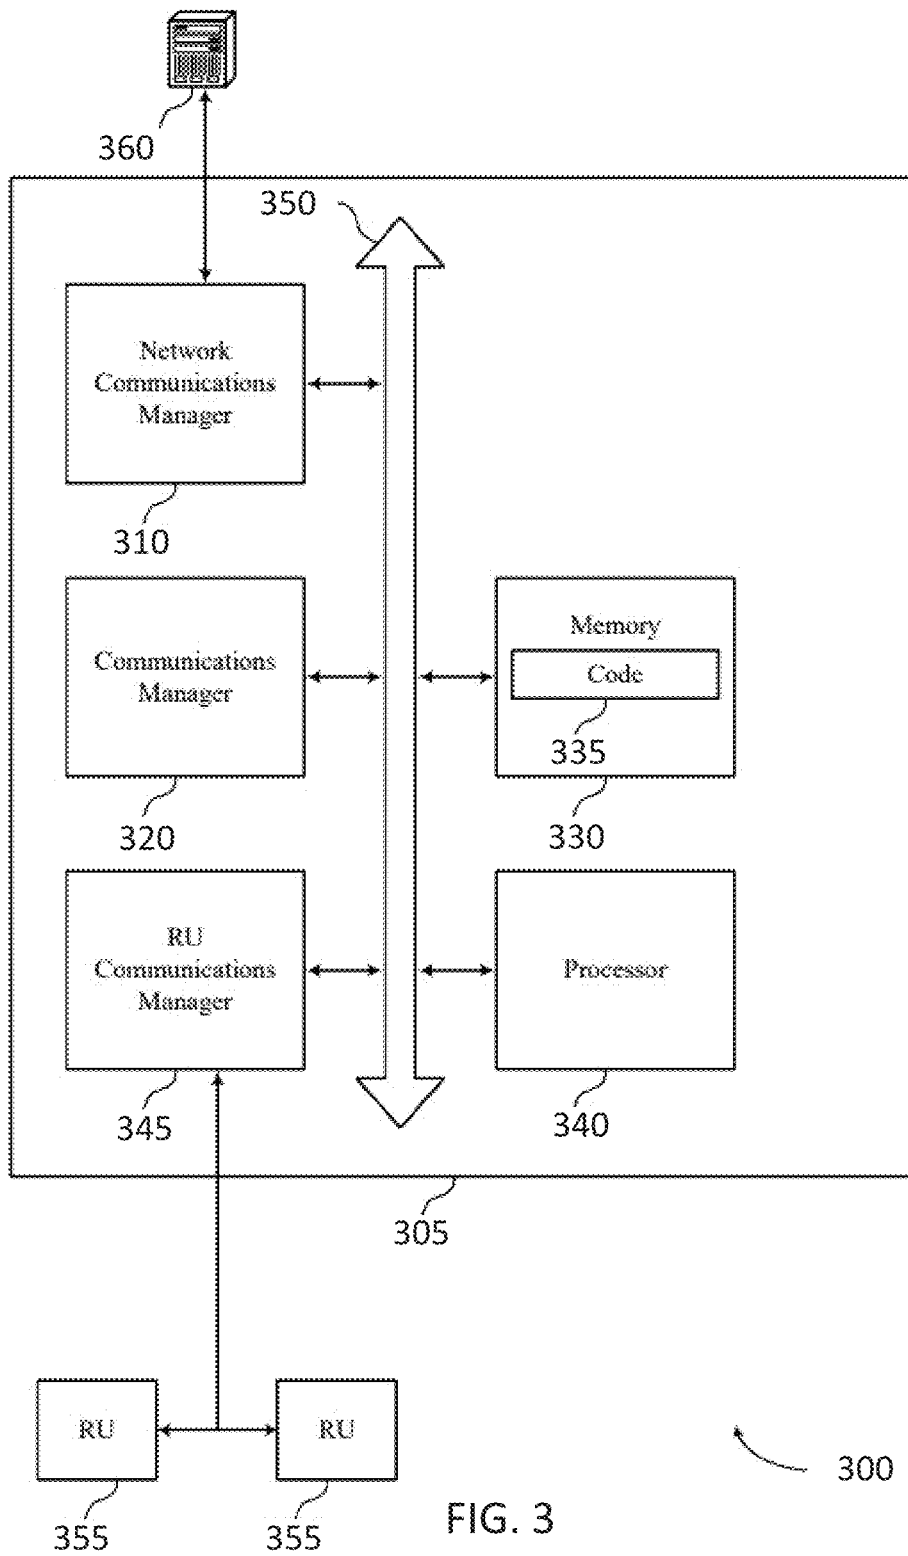 360
350
Network
Communications
Manager
310
Communications
Manager
320
Memory
Code
335
330
RU
Communications
Manager
345
Processor
340
305
RU
355
RU
355
300
FIG. 3